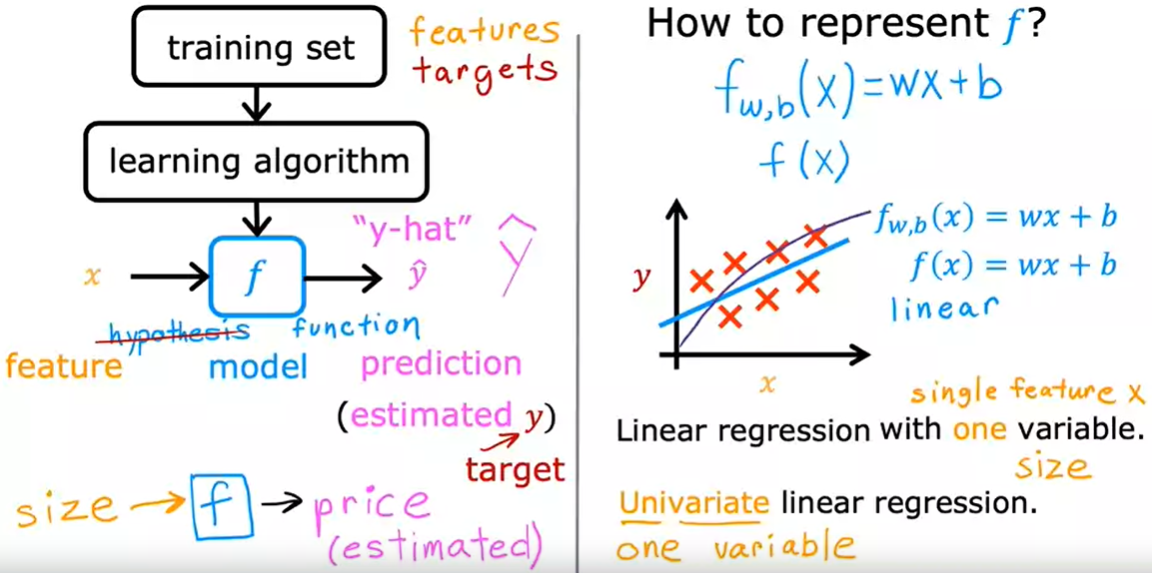 training set
features
targets
learning algorithm
"y-hat"
ŷ
x
f
ŷ
hypothesis
function
feature
model
prediction
(estimated y)
target
size → f → price
(estimated)
How to represent f?
f_{w,b}(x) = wx + b
f(x)
f_{w,b}(x) = wx + b
f(x) = wx + b
linear
y
x
single feature x
Linear regression with one variable.
size
Univariate linear regression.
one variable